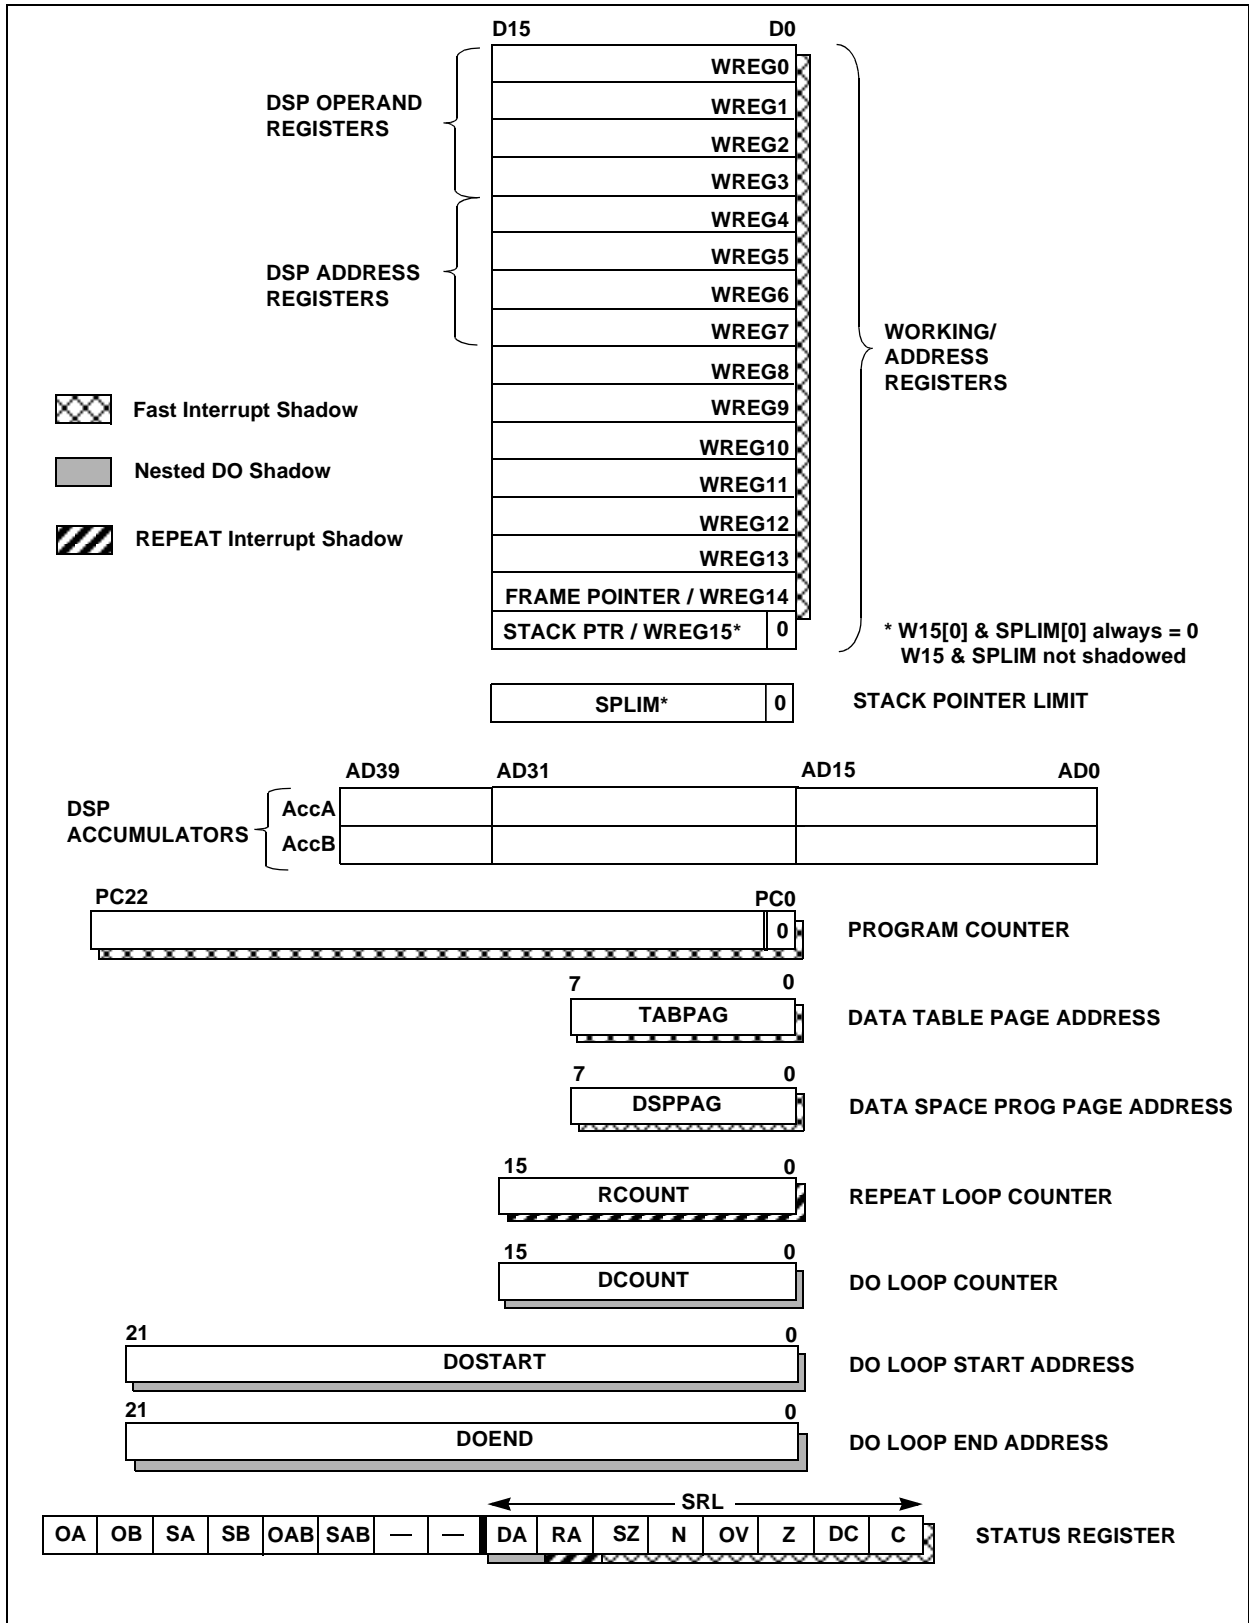 D15 D0
WREG0
DSP OPERAND
REGISTERS
WREG1
WREG2
WREG3
WREG4
WREG5
DSP ADDRESS
REGISTERS
WREG6
WREG7
WORKING/
ADDRESS
REGISTERS
WREG8
Fast Interrupt Shadow
WREG9
WREG10
Nested DO Shadow
WREG11
WREG12
REPEAT Interrupt Shadow
WREG13
FRAME POINTER / WREG14
STACK PTR / WREG15* 0
* W15[0] & SPLIM[0] always = 0
W15 & SPLIM not shadowed
SPLIM* 0 STACK POINTER LIMIT
AD39 AD31 AD15 AD0
DSP
ACCUMULATORS
AccA
AccB
PC22 PC0
0 PROGRAM COUNTER
7 0
TABPAG DATA TABLE PAGE ADDRESS
7 0
DSPPAG DATA SPACE PROG PAGE ADDRESS
15 0
RCOUNT REPEAT LOOP COUNTER
15 0
DCOUNT DO LOOP COUNTER
21 0
DOSTART DO LOOP START ADDRESS
21 0
DOEND DO LOOP END ADDRESS
SRL
OA OB SA SB OAB SAB — — DA RA SZ N OV Z DC C STATUS REGISTER